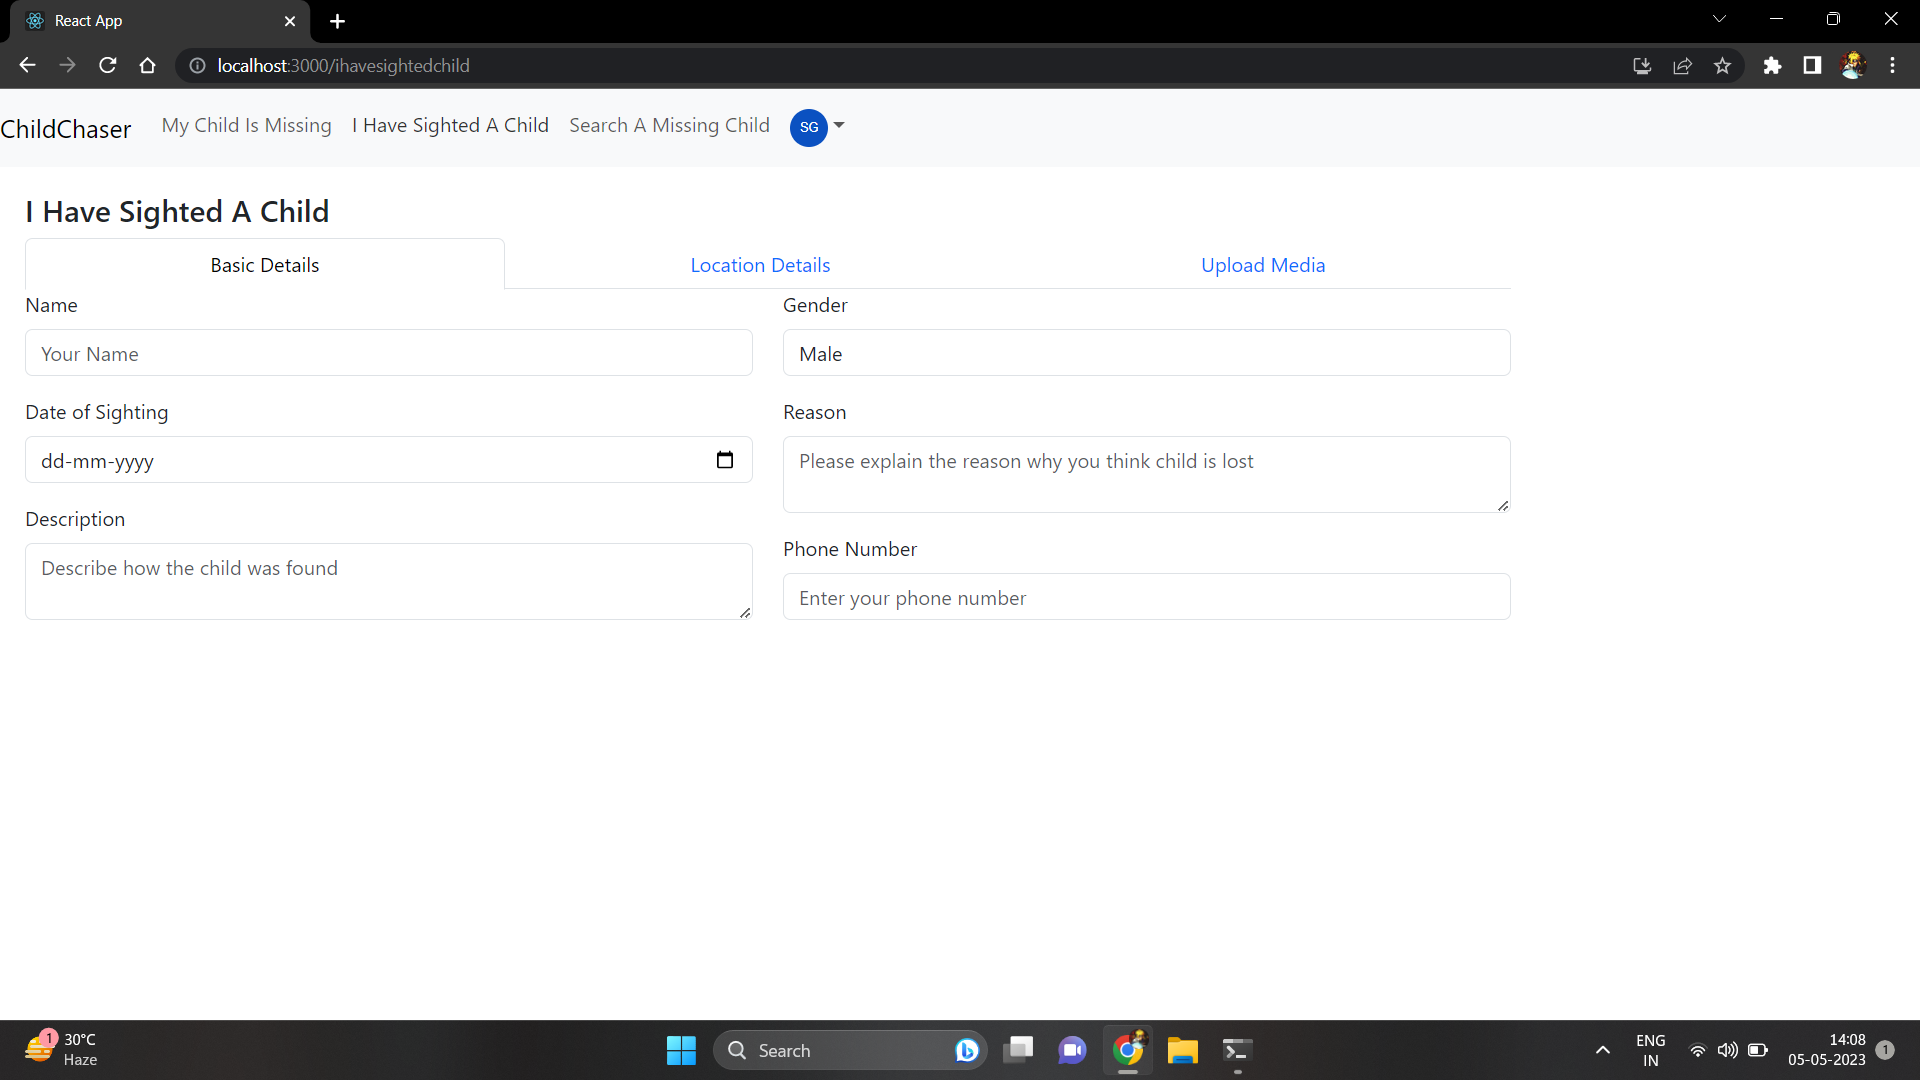 React App
localhost:3000/ihavesightedchild
ChildChaser My Child Is Missing I Have Sighted A Child Search A Missing Child SG
I Have Sighted A Child
Basic Details Location Details Upload Media
Name Gender
Your Name Male
Date of Sighting Reason
dd-mm-yyyy Please explain the reason why you think child is lost
Description Phone Number
Describe how the child was found Enter your phone number
1 30°C
Haze
Search
ENG
IN
14:08
05-05-2023 1